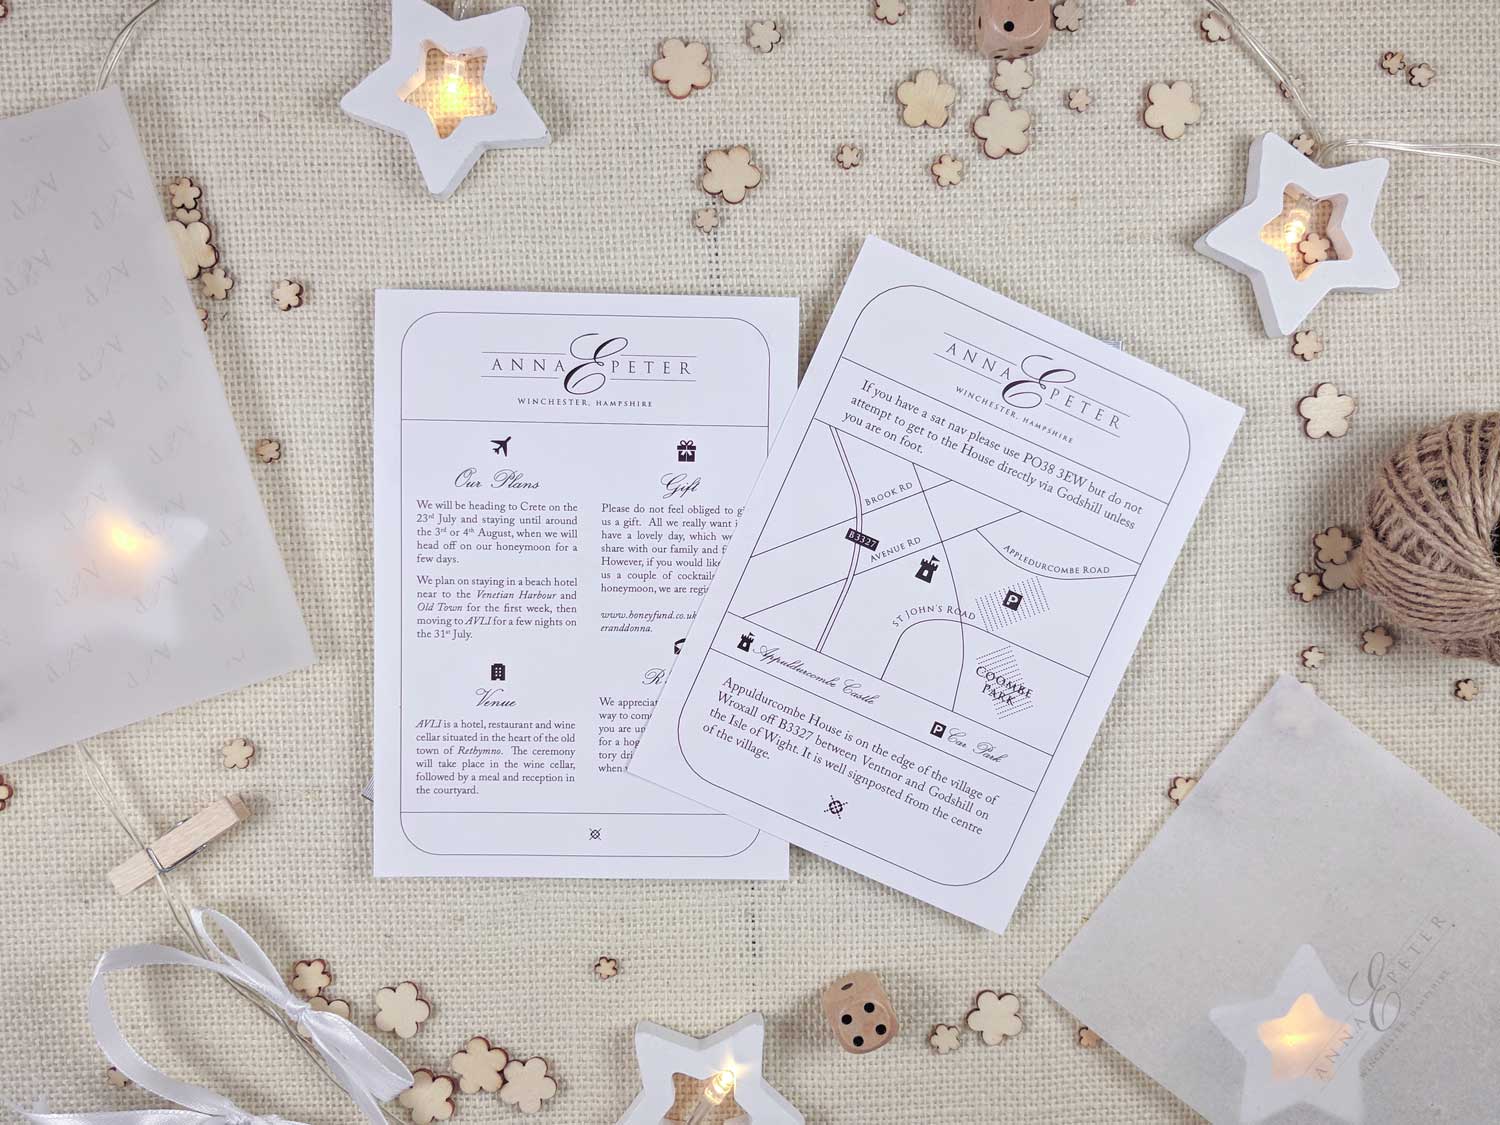 ANNA E PETER
WINCHESTER, HAMPSHIRE
Our Plans
We will be heading to Crete on the
23rd July and staying until around
the 3rd or 4th August, when we will
head off on our honeymoon for a
few days.
We plan on staying in a beach hotel
near to the Venetian Harbour and
Old Town for the first week, then
moving to AVLI for a few nights on
the 31st July.
Venue
AVLI is a hotel, restaurant and wine
cellar situated in the heart of the old
town of Rethymno. The ceremony
will take place in the wine cellar,
followed by a meal and reception in
the courtyard.
Gift
Please do not feel obliged to
us a gift. All we really want
have a lovely day, which
share with our family and
However, if you would
us a couple of cocktails
honeymoon, we are
www.honeyfund.co.uk
eranddonna.
We
way to
you are
for a
tory
when
ANNA E PETER
WINCHESTER, HAMPSHIRE
If you have a sat nav please use PO38 3EW but do not
attempt to get to the House directly via Godshill unless
you are on foot.
BROOK RD
B3327
AVENUE RD
APPLEDURCOMBE ROAD
P
ST JOHN'S ROAD
COOMBE
PARK
Appuldurcombe Castle
P Car Park
Appuldurcombe House is on the edge of the village of
Wroxall off B3327 between Ventnor and Godshill on
the Isle of Wight. It is well signposted from the centre
of the village.
ANNA E PETER